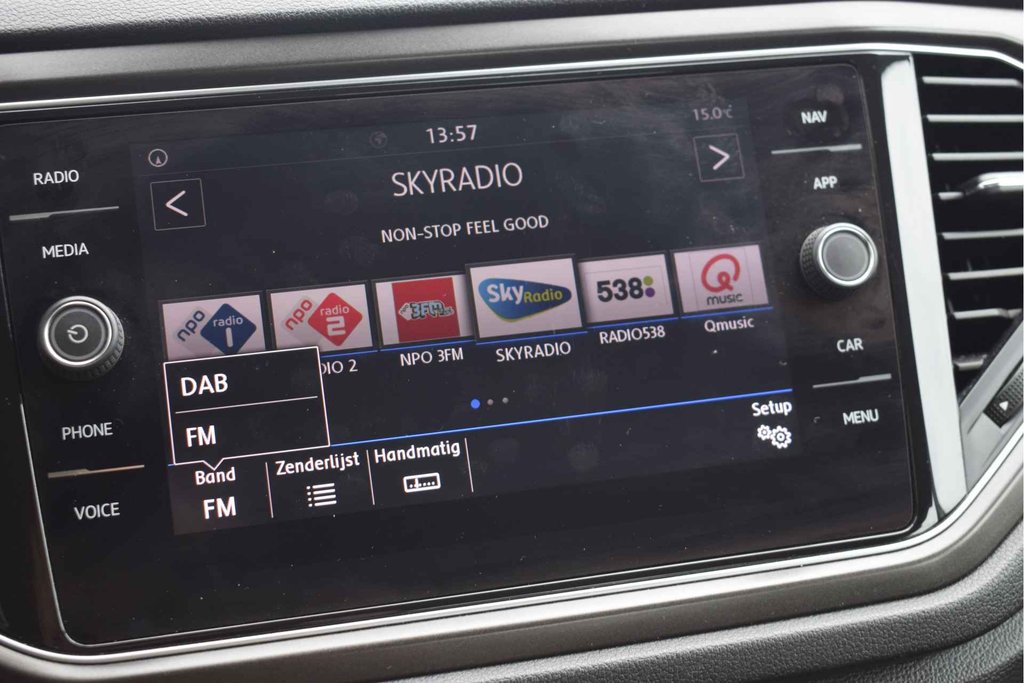 RADIO
MEDIA
PHONE
VOICE
13:57
15.0°C
SKYRADIO
NON-STOP FEEL GOOD
npo radio 1
npo radio 2
3FM
Sky Radio
538
Q music
DIO 2
NPO 3FM
SKYRADIO
RADIO538
Qmusic
DAB
FM
Band
FM
Zenderlijst
Handmatig
Setup
NAV
APP
CAR
MENU